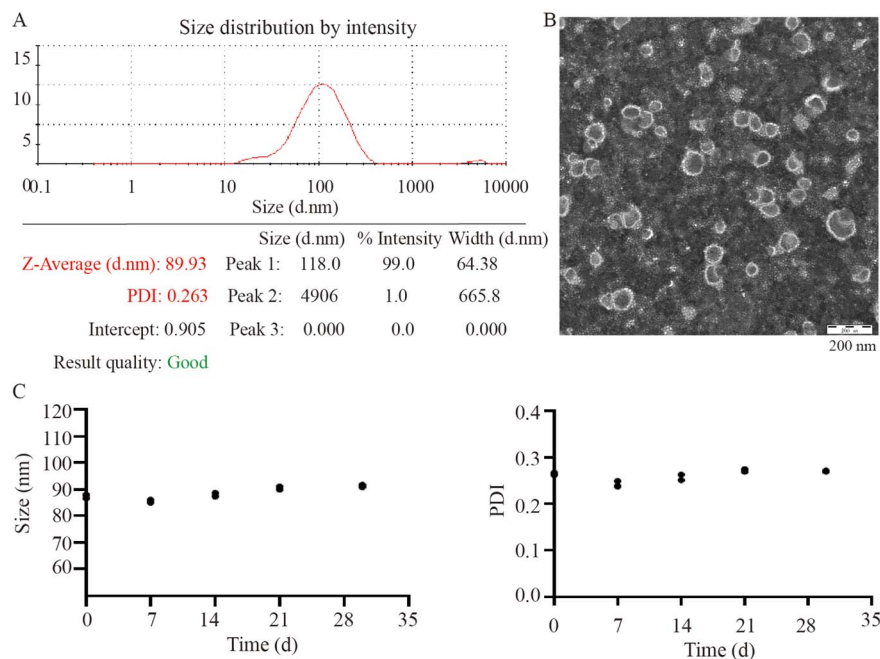 A
Size distribution by intensity
15
10
5
0
0.1 1 10 100 1000 10000
Size (d.nm)
Size (d.nm) % Intensity Width (d.nm)
Z-Average (d.nm): 89.93 Peak 1: 118.0 99.0 64.38
PDI: 0.263 Peak 2: 4906 1.0 665.8
Intercept: 0.905 Peak 3: 0.000 0.0 0.000
Result quality: Good
B
200 nm
200 nm
C
120
110
100
90
80
70
60
Size (nm)
0 7 14 21 28 35
Time (d)
0.4
0.3
0.2
0.1
0.0
PDI
0 7 14 21 28 35
Time (d)